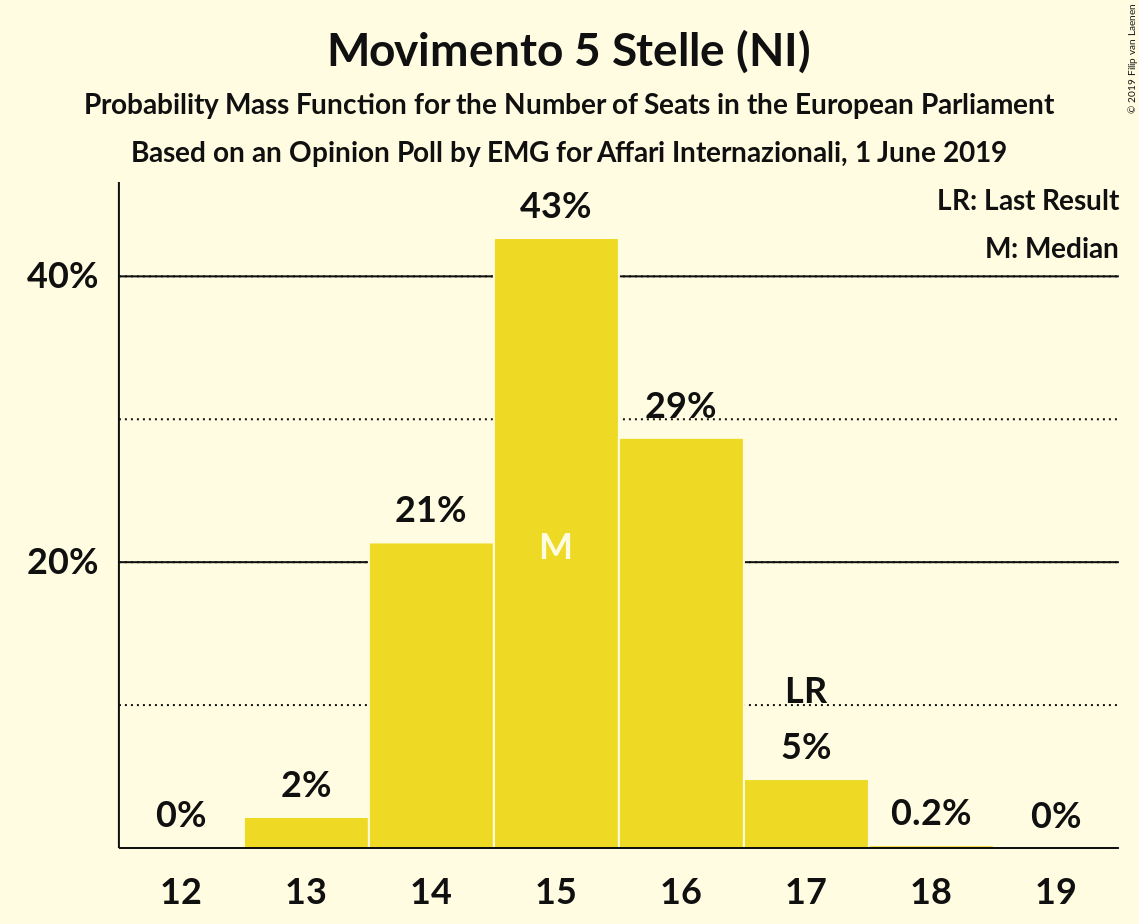 Movimento 5 Stelle (NI)
Probability Mass Function for the Number of Seats in the European Parliament
Based on an Opinion Poll by EMG for Affari Internazionali, 1 June 2019
© 2019 Filip van Laenen
LR: Last Result
M: Median
43%
40%
29%
21%
M
20%
LR
5%
2%
0%
0.2%
0%
12 13 14 15 16 17 18 19